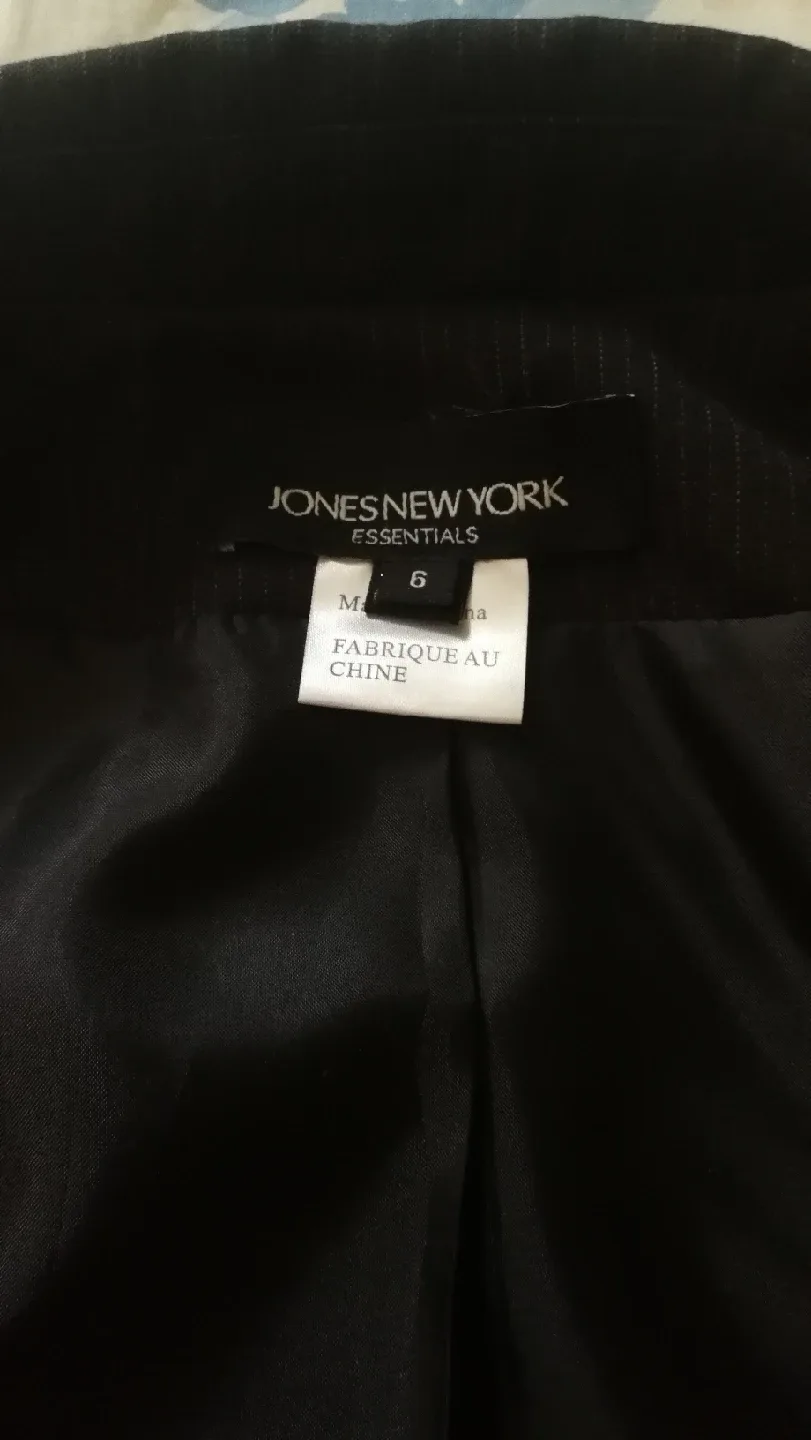 JONES NEW YORK
ESSENTIALS
6
FABRIQUE AU
CHINE